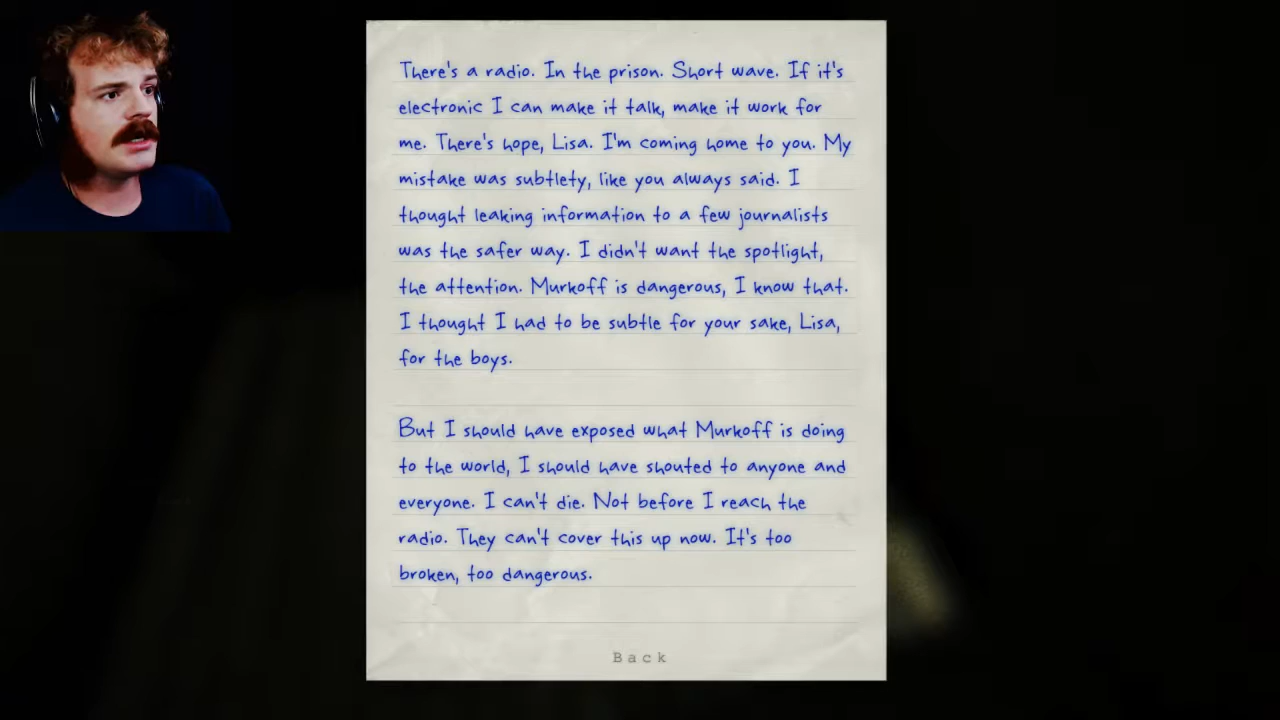 There's a radio. In the prison. Short wave. If it's
electronic I can make it talk, make it work for
me. There's hope, Lisa. I'm coming home to you. My
mistake was subtlety, like you always said. I
thought leaking information to a few journalists
was the safer way. I didn't want the spotlight,
the attention. Murkoff is dangerous, I know that.
I thought I had to be subtle for your sake, Lisa,
for the boys.
But I should have exposed what Murkoff is doing
to the world, I should have shouted to anyone and
everyone. I can't die. Not before I reach the
radio. They can't cover this up now. It's too
broken, too dangerous.
Back